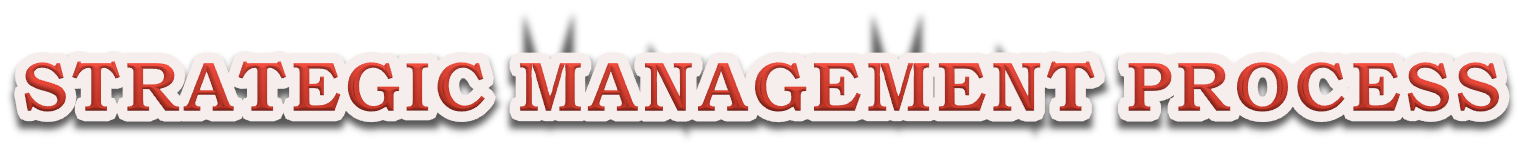 STRATEGIC MANAGEMENT PROCESS